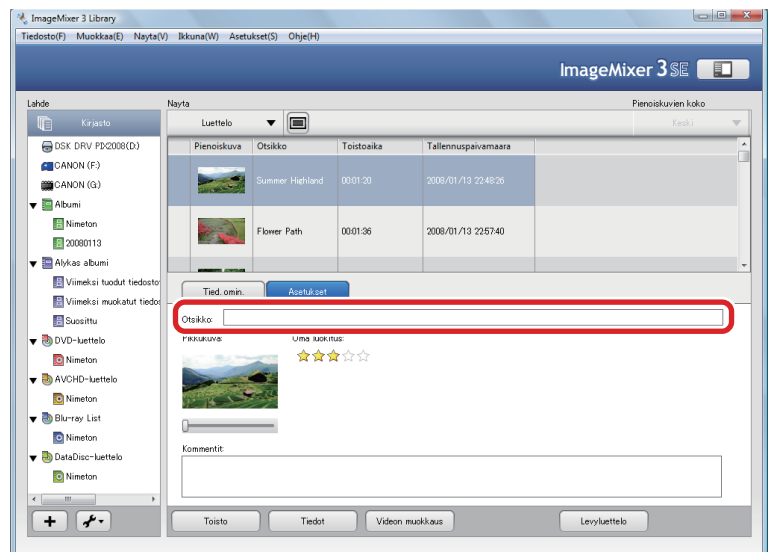 ImageMixer 3 Library
Tiedosto(F) Muokkaa(E) Nayta(V) Ikkuna(W) Asetukset(S) Ohje(H)
ImageMixer 3 SE
Lahde
Nayta
Pienoiskuvien koko
Kirjasto
Luettelo
Keski
DSK DRV PD2008(D:)
CANON (F:)
CANON (G:)
Albumi
Nimeton
20080113
Alykas albumi
Viimeksi tuodut tiedosto
Viimeksi muokatut tiedo
Suosittu
DVD-luettelo
Nimeton
AVCHD-luettelo
Nimeton
Blu-ray List
Nimeton
DataDisc-luettelo
Nimeton
Pienoiskuva Otsikko Toistoaika Tallennuspaivamaara
Summer Highland 00:01:20 2008/01/13 22:48:26
Flower Path 00:01:36 2008/01/13 22:57:40
Tied. omin. Asetukset
Otsikko:
Pikkukuva: Oma luokitus:
Kommentit:
Toisto Tiedot Videon muokkaus Levyluettelo